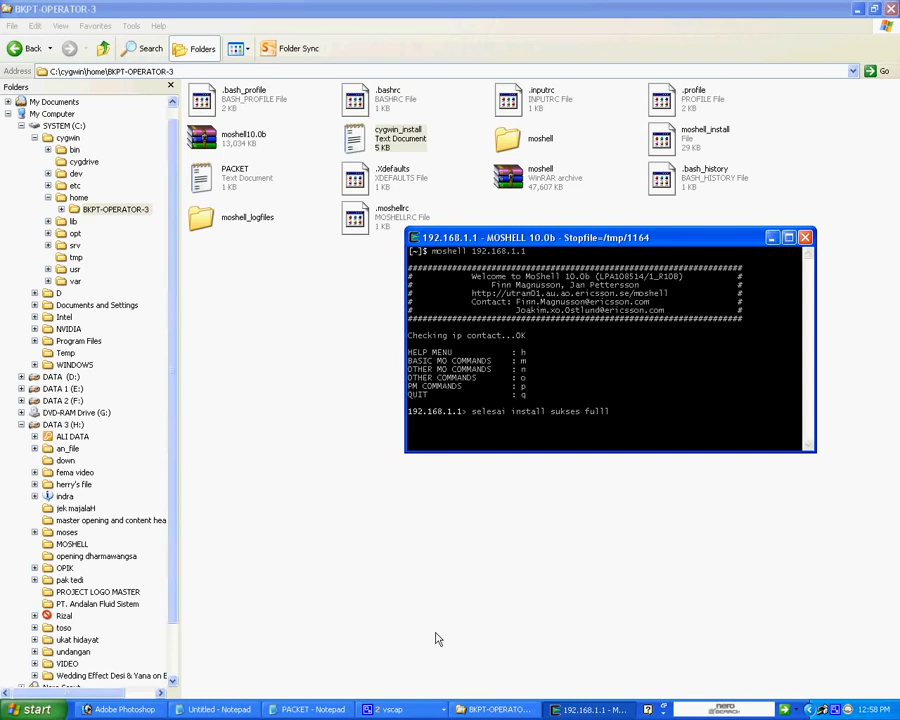 BKPT-OPERATOR-3
File Edit View Favorites Tools Help
Back Search Folders Folder Sync
Address C:\cygwin\home\BKPT-OPERATOR-3 Go
Folders
My Documents
My Computer
SYSTEM (C:)
cygwin
bin
cygdrive
dev
etc
home
BKPT-OPERATOR-3
lib
opt
srv
tmp
usr
var
D
Documents and Settings
Intel
NVIDIA
Program Files
Temp
WINDOWS
DATA (D:)
DATA 1 (E:)
DATA 2 (F:)
DVD-RAM Drive (G:)
DATA 3 (H:)
ALI DATA
an_file
down
fema video
herry's file
indra
jek majalaH
master opening and content hea
moses
MOSHELL
opening dharmawangsa
OPIK
pak tedi
PROJECT LOGO MASTER
PT. Andalan Fluid Sistem
Rizal
toso
ukat hidayat
undangan
VIDEO
Wedding Effect Desi & Yana on B
.bash_profile
BASH_PROFILE File
2 KB
.bashrc
BASHRC File
1 KB
.inputrc
INPUTRC File
1 KB
.profile
PROFILE File
2 KB
moshell10.0b
13,034 KB
cygwin_install
Text Document
5 KB
moshell
moshell_install
File
29 KB
PACKET
Text Document
1 KB
.Xdefaults
XDEFAULTS File
1 KB
moshell
WinRAR archive
47,607 KB
.bash_history
BASH_HISTORY File
1 KB
moshell_logfiles
.moshellrc
MOSHELLRC File
1 KB
192.168.1.1 - MOSHELL 10.0b - Stopfile=/tmp/1164
[~]$ moshell 192.168.1.1
##################################################################
# Welcome to MoShell 10.0b (LPA108514/1_R10B) #
# Finn Magnusson, Jan Pettersson #
# http://utran01.au.ao.ericsson.se/moshell #
# Contact: Finn.Magnusson@ericsson.com #
# Joakim.xo.Ostlund@ericsson.com #
##################################################################
Checking ip contact...OK
HELP MENU : h
BASIC MO COMMANDS : m
OTHER MO COMMANDS : n
OTHER COMMANDS : o
PM COMMANDS : p
QUIT : q
192.168.1.1> selesai install sukses fulll
start Adobe Photoshop Untitled - Notepad PACKET - Notepad 2 vscap BKPT-OPERATO... 192.168.1.1 - M... nero SEARCH 12:58 PM